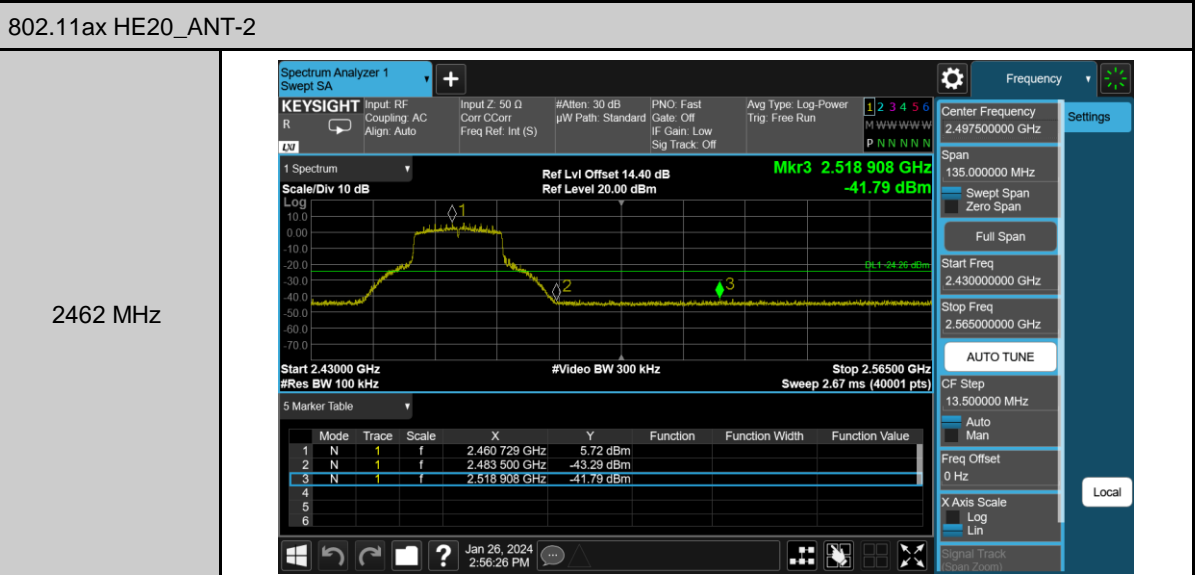 802.11ax HE20_ANT-2
2462 MHz
Spectrum Analyzer 1
Swept SA
+
Frequency
KEYSIGHT
R
LXI
Input: RF
Coupling: AC
Align: Auto
Input Z: 50 Ω
Corr CCorr
Freq Ref: Int (S)
#Atten: 30 dB
µW Path: Standard
PNO: Fast
Gate: Off
IF Gain: Low
Sig Track: Off
Avg Type: Log-Power
Trig: Free Run
1 2 3 4 5 6
M W W W W W
P N N N N N
1 Spectrum
Scale/Div 10 dB
Ref Lvl Offset 14.40 dB
Ref Level 20.00 dBm
Mkr3 2.518 908 GHz
-41.79 dBm
Log
10.0
0.00
-10.0
-20.0
-30.0
-40.0
-50.0
-60.0
-70.0
1
2
3
DL1 -24.26 dBm
Start 2.43000 GHz
#Res BW 100 kHz
#Video BW 300 kHz
Stop 2.56500 GHz
Sweep 2.67 ms (40001 pts)
5 Marker Table
Mode Trace Scale X Y Function Function Width Function Value
1 N 1 f 2.460 729 GHz 5.72 dBm
2 N 1 f 2.483 500 GHz -43.29 dBm
3 N 1 f 2.518 908 GHz -41.79 dBm
4
5
6
?
Jan 26, 2024
2:56:26 PM
Center Frequency
2.497500000 GHz
Span
135.000000 MHz
Swept Span
Zero Span
Full Span
Start Freq
2.430000000 GHz
Stop Freq
2.565000000 GHz
AUTO TUNE
CF Step
13.500000 MHz
Auto
Man
Freq Offset
0 Hz
X Axis Scale
Log
Lin
Signal Track
(Span Zoom)
Settings
Local